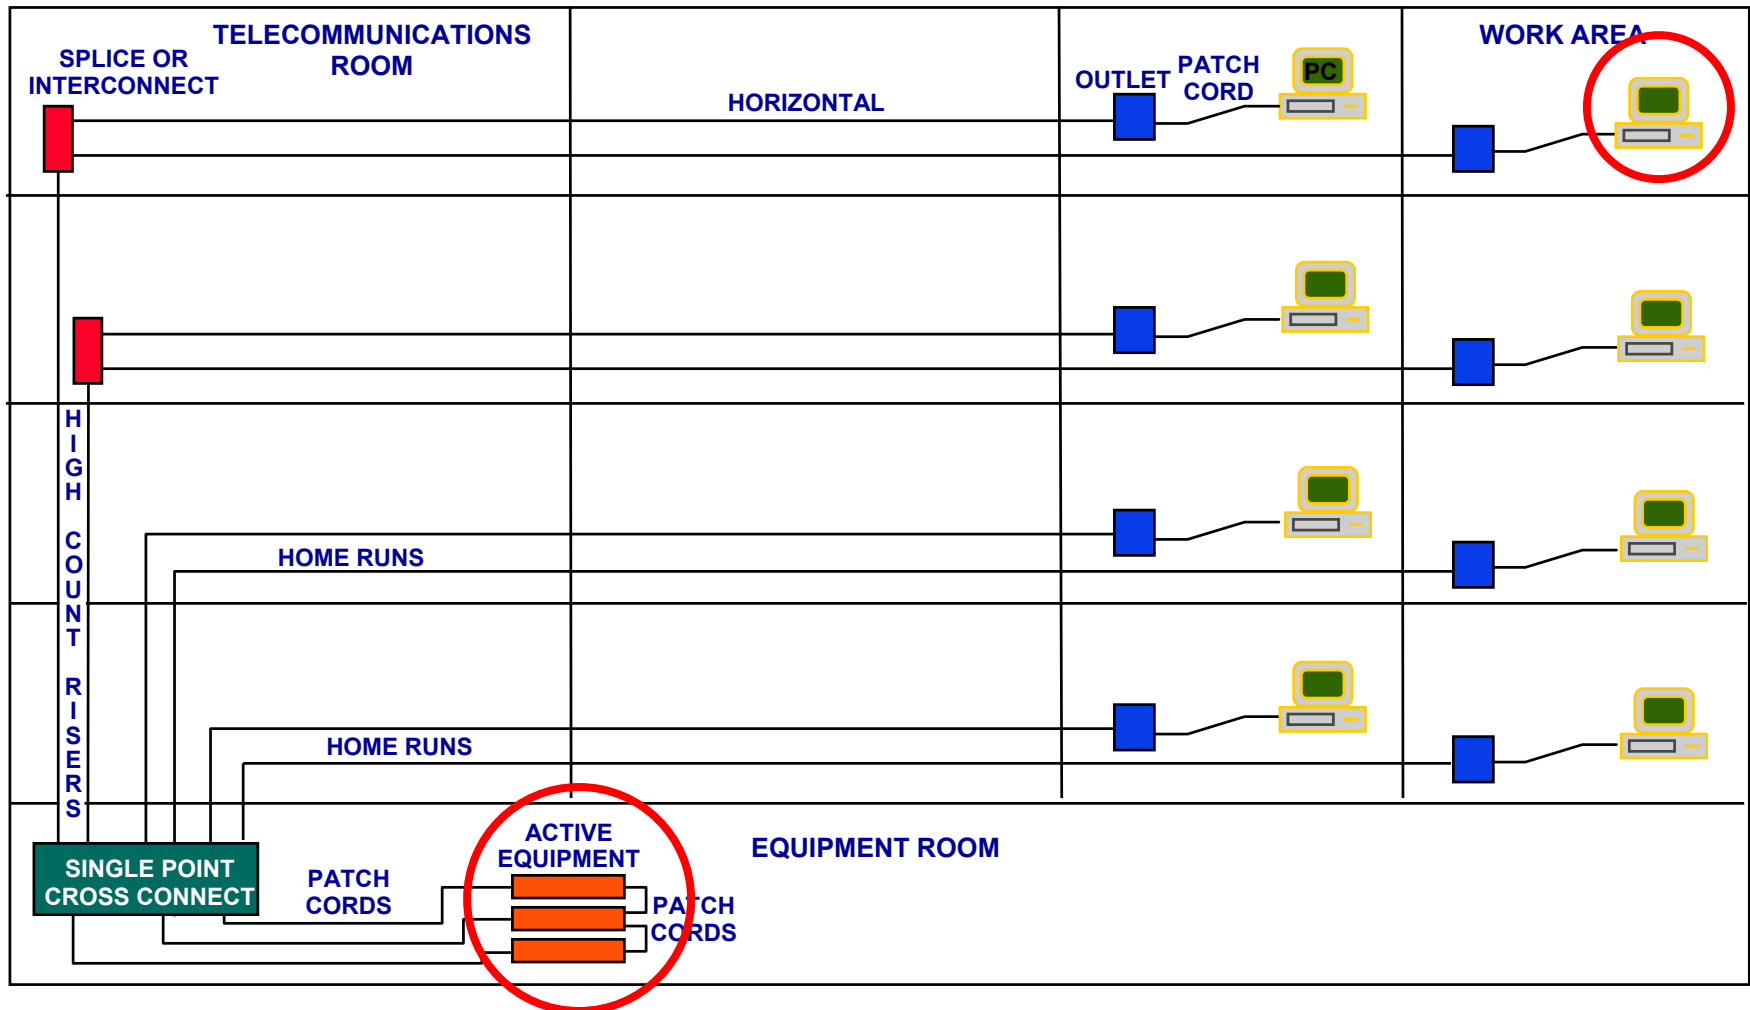 TELECOMMUNICATIONS
ROOM
SPLICE OR
INTERCONNECT
HORIZONTAL
OUTLET
PATCH
CORD
PC
WORK AREA
HIGH COUNT RISERS
HOME RUNS
HOME RUNS
SINGLE POINT
CROSS CONNECT
PATCH
CORDS
ACTIVE
EQUIPMENT
PATCH
CORDS
EQUIPMENT ROOM